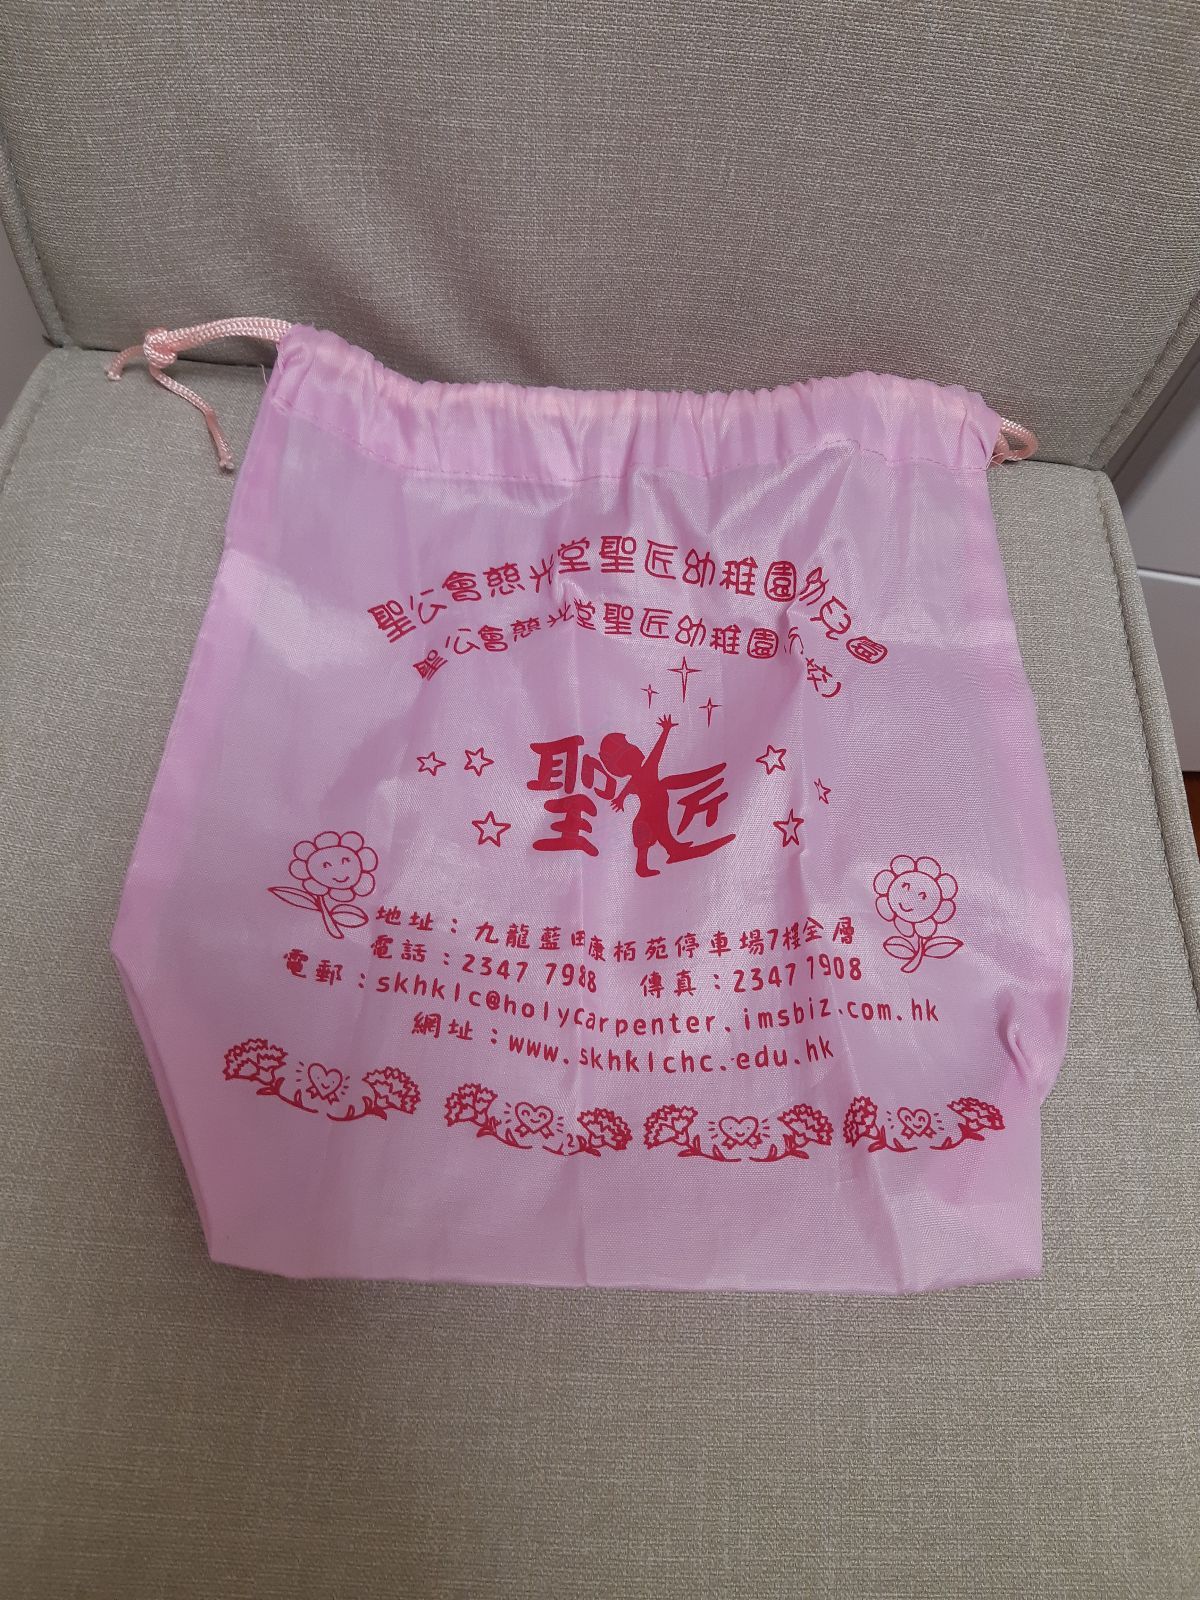 聖公會慈光堂聖匠幼稚園幼兒園
聖公會慈光堂聖匠幼稚園
聖匠
地址：九龍藍田康栢苑停車場7樓全層
電話：2347 7988 傳真：2347 7908
電郵：skhklc@holycarpenter.imsbiz.com.hk
網址：www.skhklchc.edu.hk